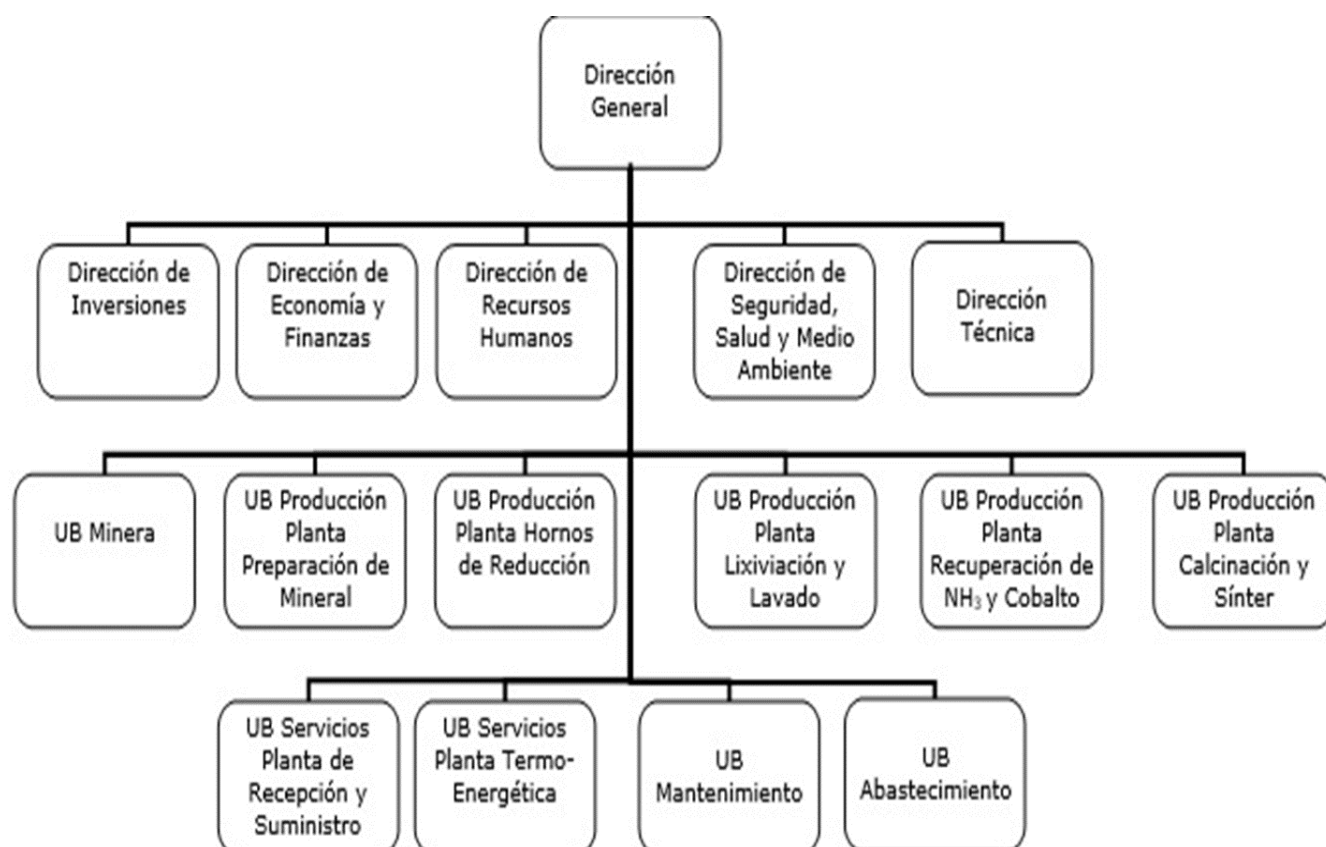 Dirección
General
Dirección de
Inversiones
Dirección de
Economía y
Finanzas
Dirección de
Recursos
Humanos
Dirección de
Seguridad,
Salud y Medio
Ambiente
Dirección
Técnica
UB Minera
UB Producción
Planta
Preparación de
Mineral
UB Producción
Planta Hornos
de Reducción
UB Producción
Planta
Lixiviación y
Lavado
UB Producción
Planta
Recuperación de
NH₃ y Cobalto
UB Producción
Planta
Calcinación y
Sínter
UB Servicios
Planta de
Recepción y
Suministro
UB Servicios
Planta Termo-
Energética
UB
Mantenimiento
UB
Abastecimiento